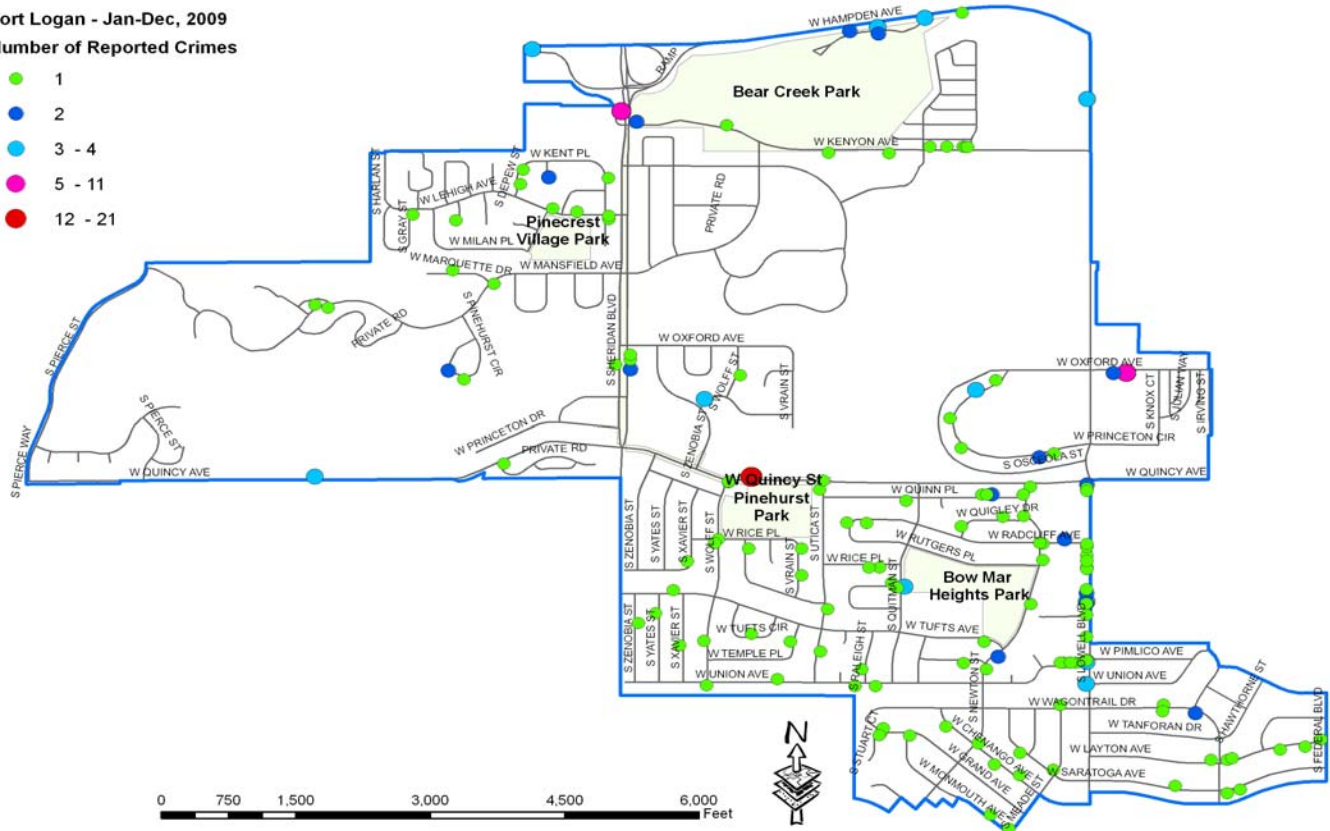 ort Logan - Jan-Dec, 2009
umber of Reported Crimes
1
2
3 - 4
5 - 11
12 - 21
W HAMPDEN AVE
RAMP
Bear Creek Park
W KENYON AVE
W KENT PL
S HARLAN ST
S DEPEW ST
W LEHIGH AVE
S GRAY ST
PRIVATE RD
Pinecrest
Village Park
W MILAN PL
W MARQUETTE DR
W MANSFIELD AVE
S PINEHURST CIR
PRIVATE RD
S PIERCE ST
S SHERIDAN BLVD
W OXFORD AVE
S WOLFF ST
S VRAIN ST
W OXFORD AVE
S KNOX CT
S JULIAN WAY
S IRVING ST
S PIERCE ST
W PRINCETON DR
S ZENOBIA ST
W PRINCETON CIR
PRIVATE RD
S OSCEOLA ST
S PIERCE WAY
W QUINCY AVE
W QUINCY AVE
W Quincy St
Pinehurst
Park
W QUINN PL
W QUIGLEY DR
S ZENOBIA ST
S YATES ST
S XAVIER ST
S WOLFF ST
S UTICA ST
W RICE PL
W RADCLIFF AVE
W RUTGERS PL
S VRAIN ST
W RICE PL
S QUITMAN ST
Bow Mar
Heights Park
S ZENOBIA ST
S YATES ST
S XAVIER ST
W TUFTS CIR
W TUFTS AVE
S LOWELL BLVD
W TEMPLE PL
S RALEIGH ST
W PIMLICO AVE
W UNION AVE
W UNION AVE
S NEWTON ST
W WAGONTRAIL DR
S HAWTHORNE ST
S FEDERAL BLVD
S STUART CT
W TANFORAN DR
W CHENANGO AVE
W LAYTON AVE
W GRAND AVE
W SARATOGA AVE
W MONMOUTH AVE
S MEADE ST
N
0 750 1,500 3,000 4,500 6,000
Feet